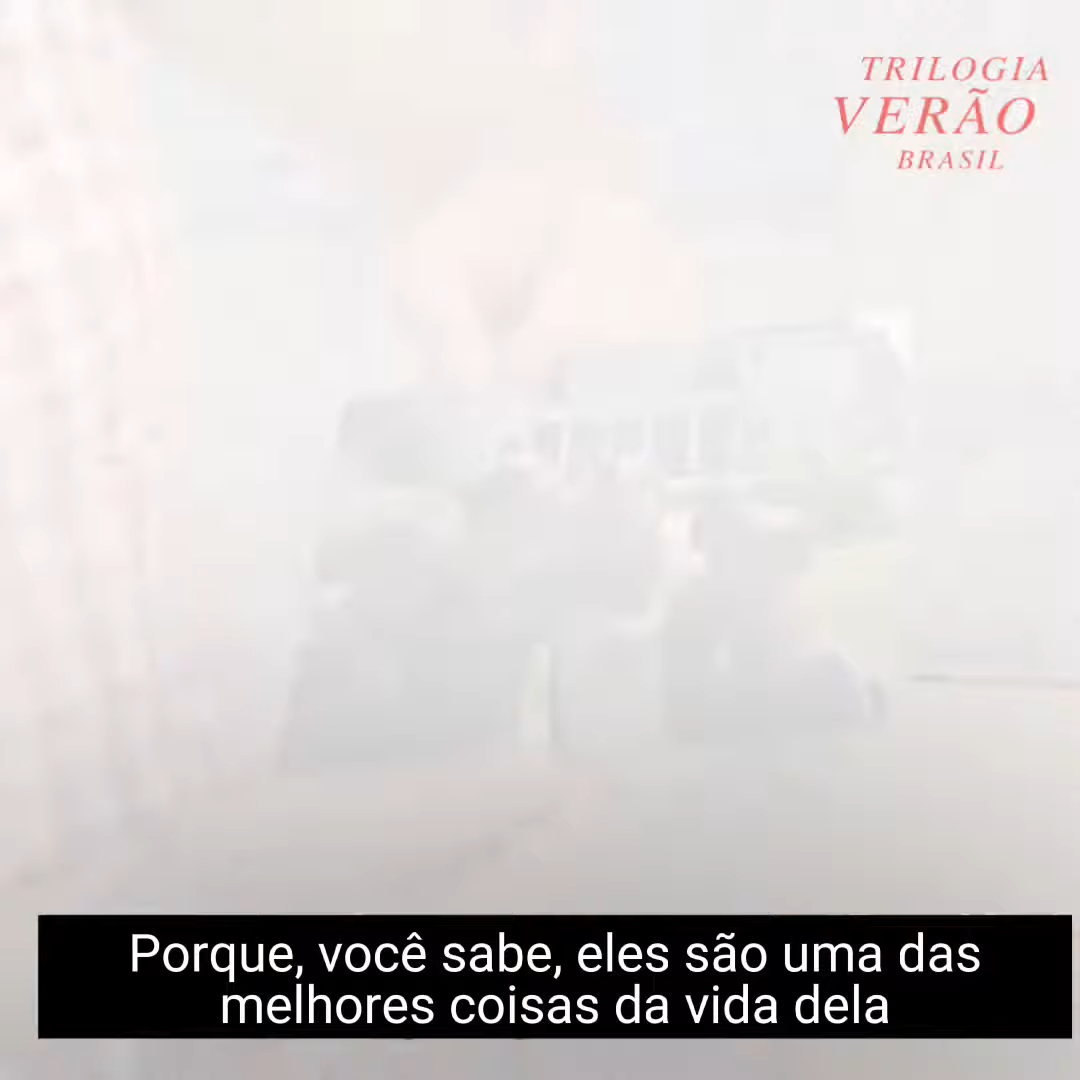 TRILOGIA
VERÃO
BRASIL
Porque, você sabe, eles são uma das
melhores coisas da vida dela